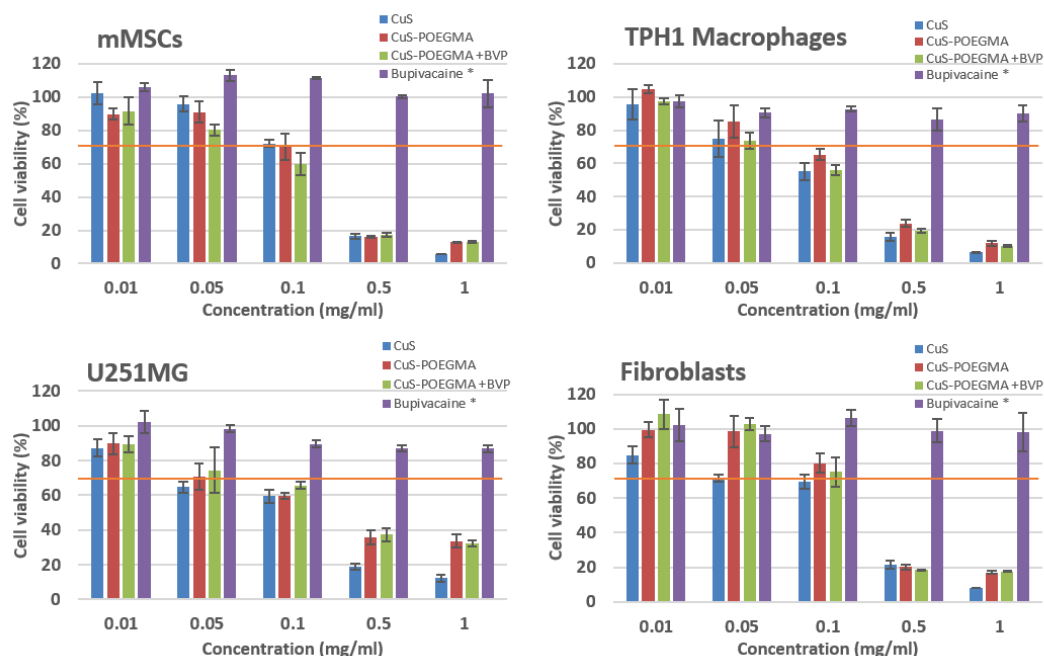 mMSCs
CuS
CuS-POEGMA
CuS-POEGMA +BVP
Bupivacaine *
Cell viability (%)
120
100
80
60
40
20
0
0.01 0.05 0.1 0.5 1
Concentration (mg/ml)
TPH1 Macrophages
CuS
CuS-POEGMA
CuS-POEGMA +BVP
Bupivacaine *
Cell viability (%)
120
100
80
60
40
20
0
0.01 0.05 0.1 0.5 1
Concentration (mg/ml)
U251MG
CuS
CuS-POEGMA
CuS-POEGMA +BVP
Bupivacaine *
Cell viability (%)
120
100
80
60
40
20
0
0.01 0.05 0.1 0.5 1
Concentration (mg/ml)
Fibroblasts
CuS
CuS-POEGMA
CuS-POEGMA +BVP
Bupivacaine *
Cell viability (%)
120
100
80
60
40
20
0
0.01 0.05 0.1 0.5 1
Concentration (mg/ml)